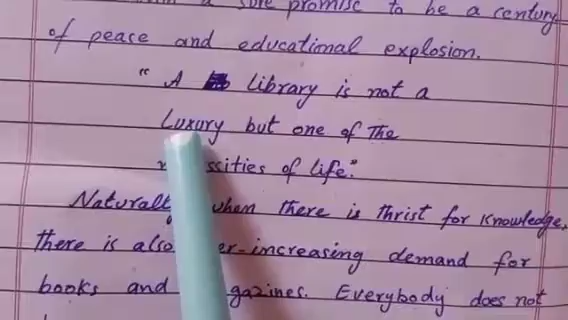 a sure promise to be a century
of peace and educational explosion.
" A library is not a
Luxury but one of the
ssities of life."
Naturally when there is thrist for knowledge,
there is also er-increasing demand for
books and gazines. Everybody does not